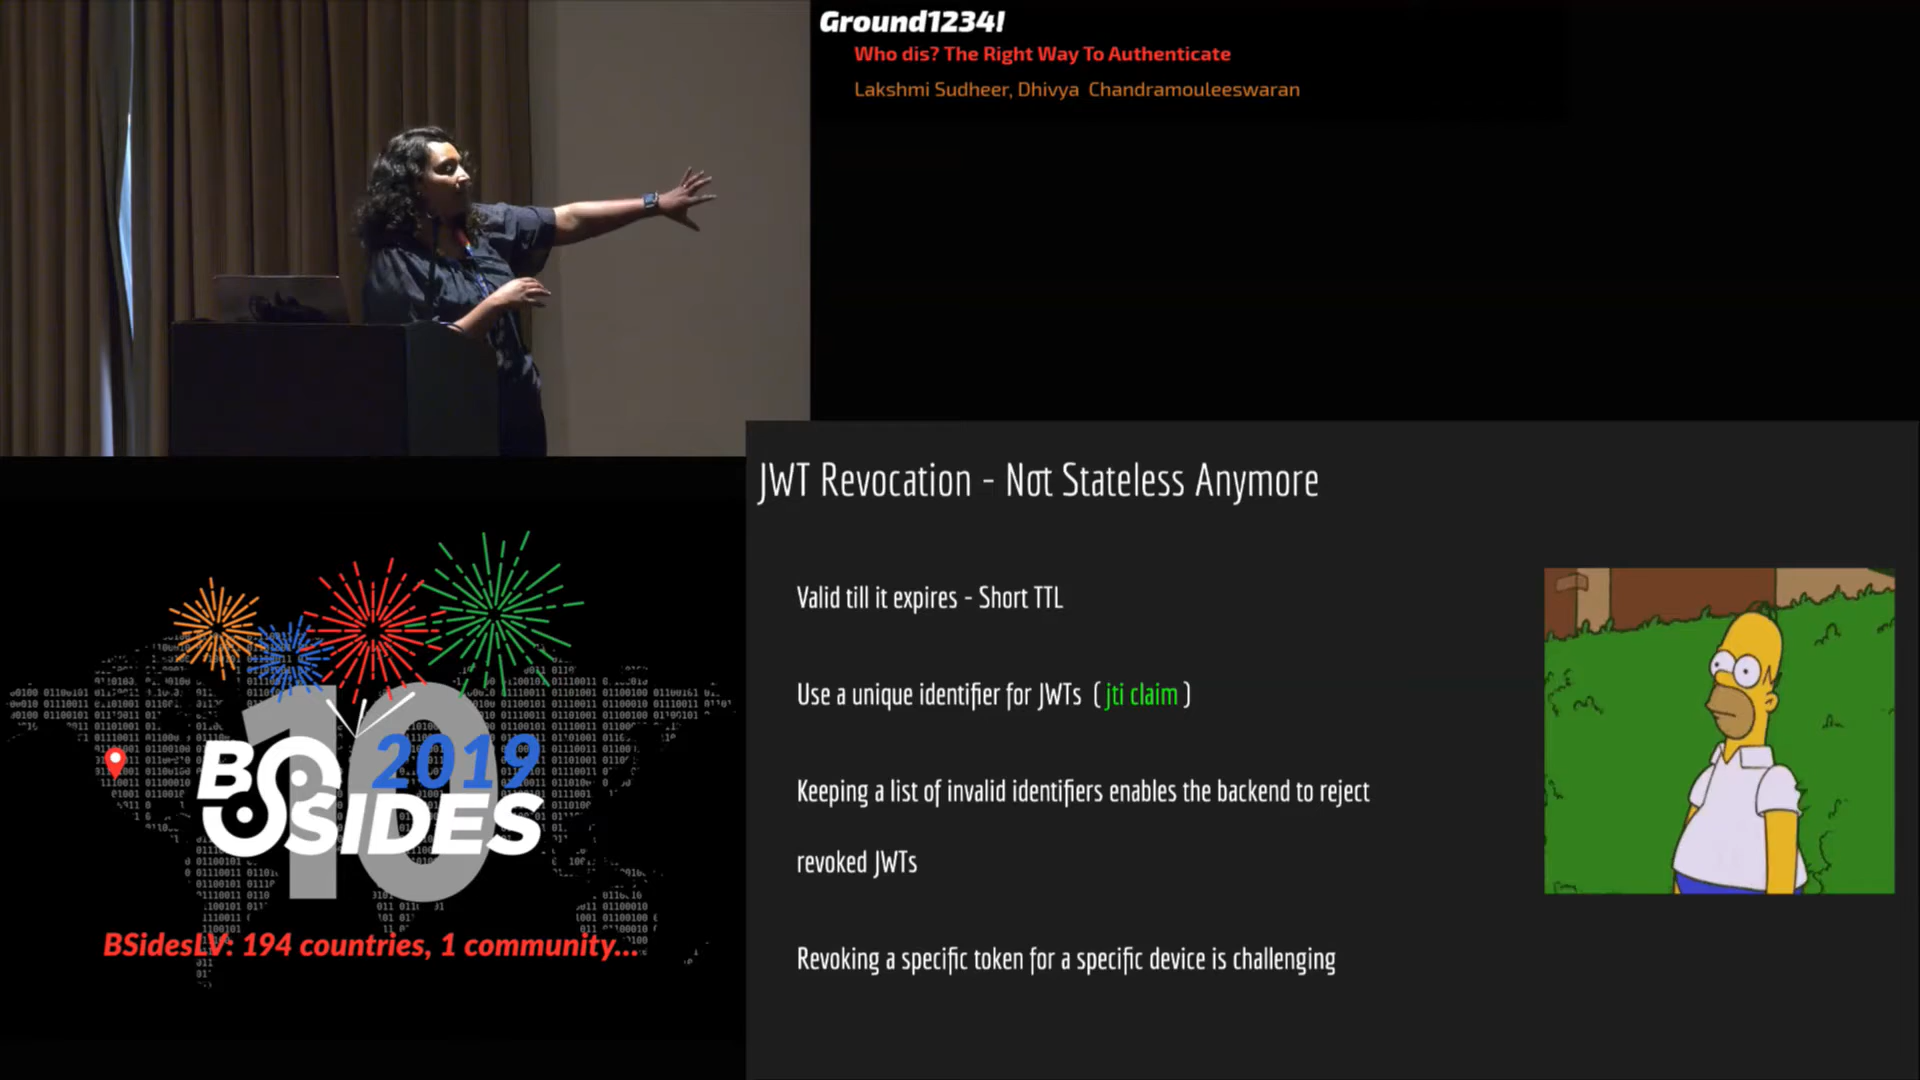 Ground1234!
Who dis? The Right Way To Authenticate
Lakshmi Sudheer, Dhivya Chandramouleeswaran
JWT Revocation - Not Stateless Anymore
Valid till it expires - Short TTL
Use a unique identifier for JWTs ( jti claim )
Keeping a list of invalid identifiers enables the backend to reject
revoked JWTs
Revoking a specific token for a specific device is challenging
10
2019
BSIDES
BSidesLV: 194 countries, 1 community...